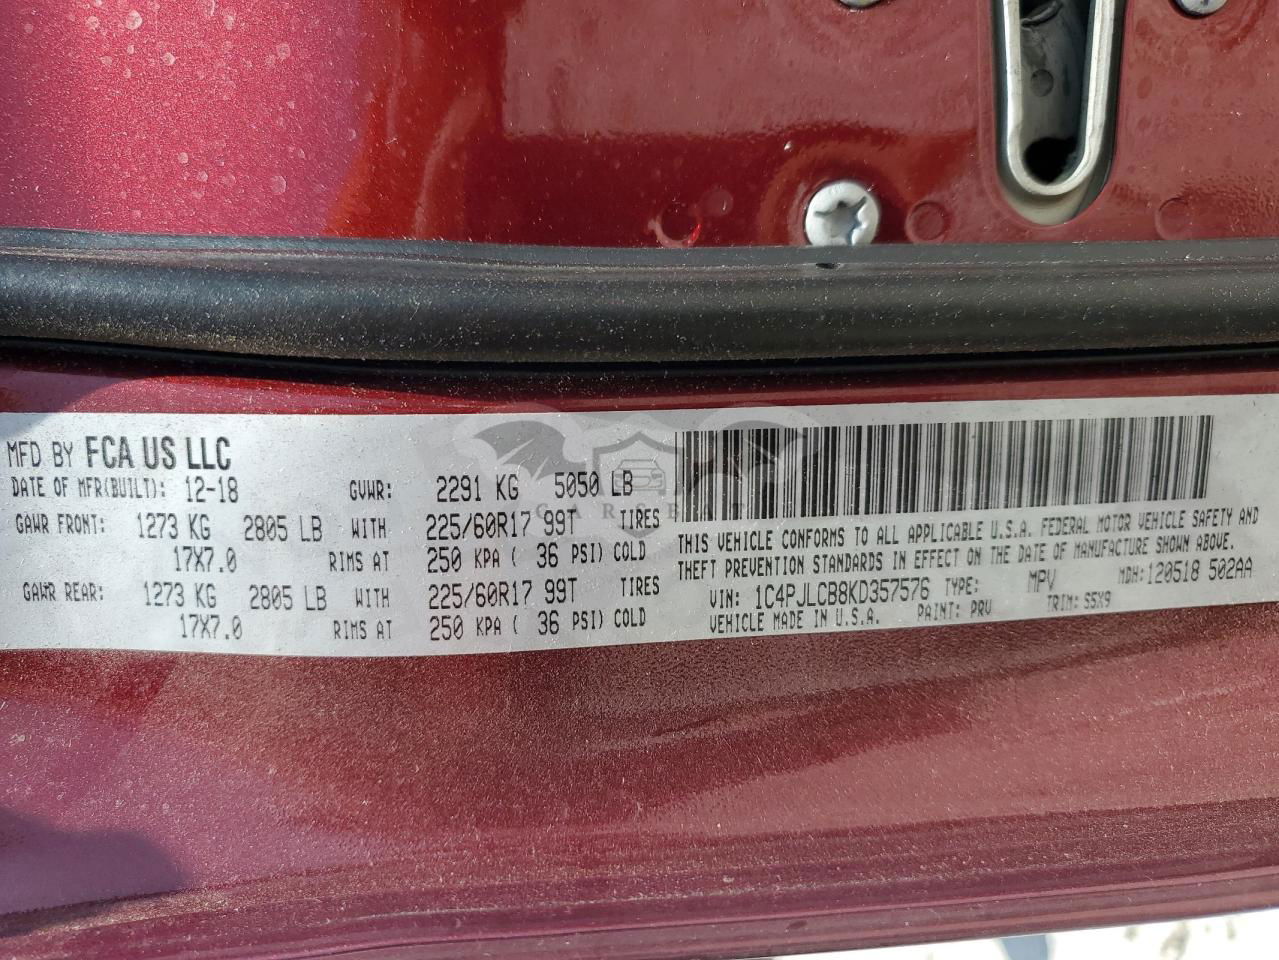 MFD BY FCA US LLC
DATE OF MFR(BUILT): 12-18 GVWR: 2291 KG 5050 LB
GAWR FRONT: 1273 KG 2805 LB WITH 225/60R17 99T TIRES
17X7.0 RIMS AT 250 KPA ( 36 PSI) COLD
GAWR REAR: 1273 KG 2805 LB WITH 225/60R17 99T TIRES
17X7.0 RIMS AT 250 KPA ( 36 PSI) COLD
THIS VEHICLE CONFORMS TO ALL APPLICABLE U.S.A. FEDERAL MOTOR VEHICLE SAFETY AND
THEFT PREVENTION STANDARDS IN EFFECT ON THE DATE OF MANUFACTURE SHOWN ABOVE.
VIN: 1C4PJLCB8KD357576 TYPE: MPV MDH: 120518 502AA
VEHICLE MADE IN U.S.A. PAINT: PRV TRIM: S5X9